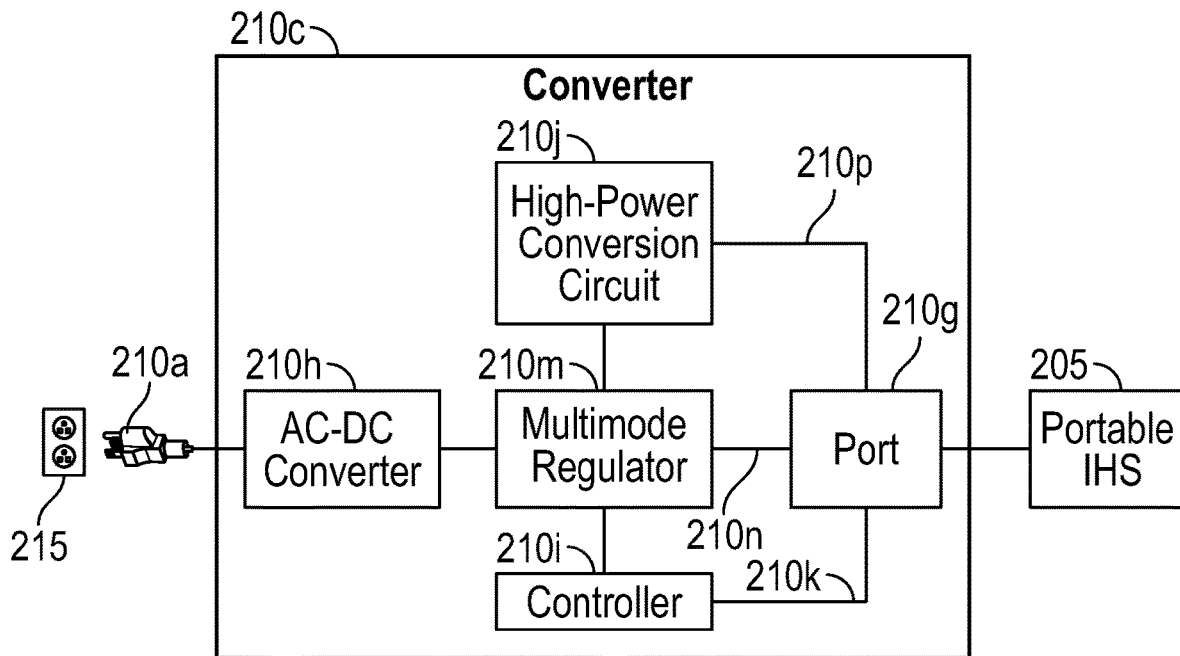 210c
Converter
210j
High-Power
Conversion
Circuit
210p
210g
210a
210h
210m
205
AC-DC
Converter
Multimode
Regulator
Port
Portable
IHS
215
210i
210n
210k
Controller